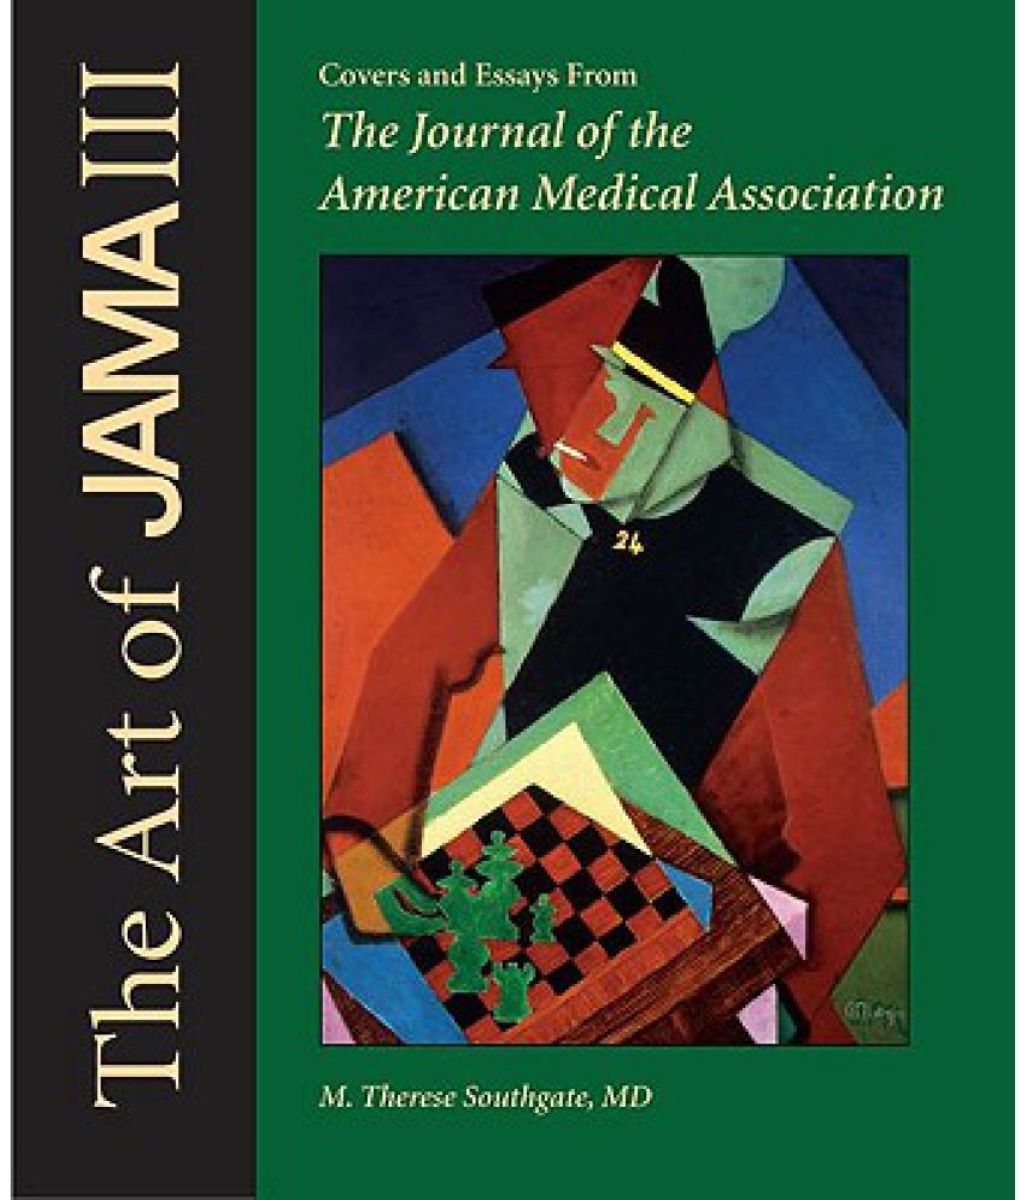 The Art of JAMA III
Covers and Essays From
The Journal of the
American Medical Association
24
M. Therese Southgate, MD